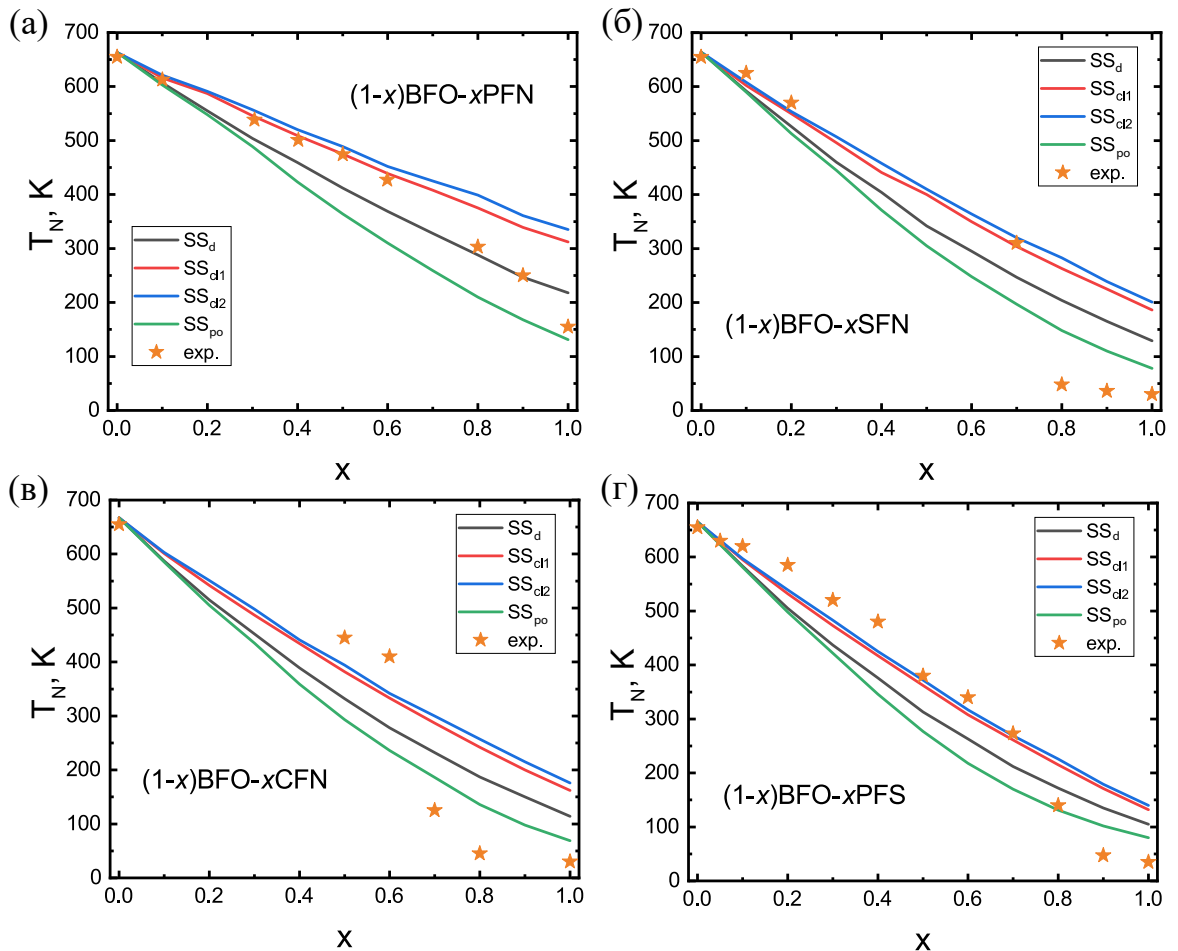 (а)
700
600
500
400
300
200
100
0
T_N, K
(1-x)BFO-xPFN
SS_d
SS_cl1
SS_cl2
SS_po
exp.
0.0 0.2 0.4 0.6 0.8 1.0
x
(б)
700
600
500
400
300
200
100
0
T_N, K
SS_d
SS_cl1
SS_cl2
SS_po
exp.
(1-x)BFO-xSFN
0.0 0.2 0.4 0.6 0.8 1.0
x
(в)
700
600
500
400
300
200
100
0
T_N, K
SS_d
SS_cl1
SS_cl2
SS_po
exp.
(1-x)BFO-xCFN
0.0 0.2 0.4 0.6 0.8 1.0
x
(г)
700
600
500
400
300
200
100
0
T_N, K
SS_d
SS_cl1
SS_cl2
SS_po
exp.
(1-x)BFO-xPFS
0.0 0.2 0.4 0.6 0.8 1.0
x